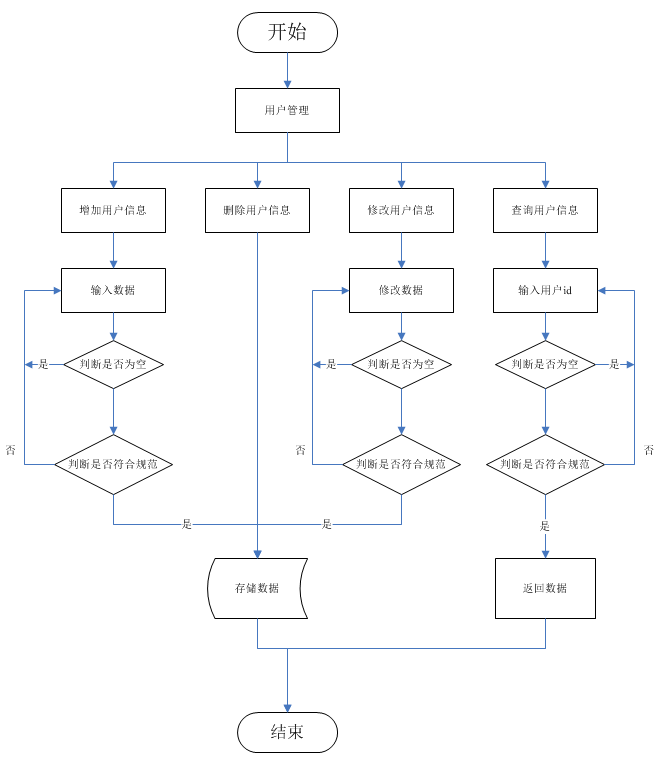 开始
用户管理
增加用户信息
删除用户信息
修改用户信息
查询用户信息
输入数据
修改数据
输入用户id
是
判断是否为空
是
判断是否为空
判断是否为空
是
否
否
否
判断是否符合规范
判断是否符合规范
判断是否符合规范
是
是
是
存储数据
返回数据
结束